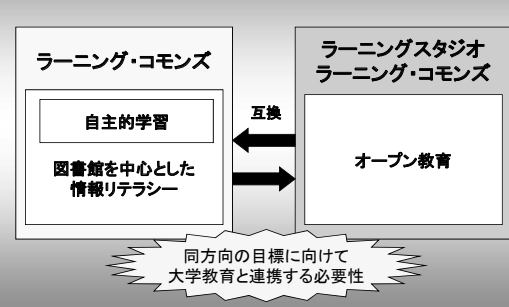 ラーニング・コモンズ
自主的学習
図書館を中心とした
情報リテラシー
互換
ラーニングスタジオ
ラーニング・コモンズ
オープン教育
同方向の目標に向けて
大学教育と連携する必要性